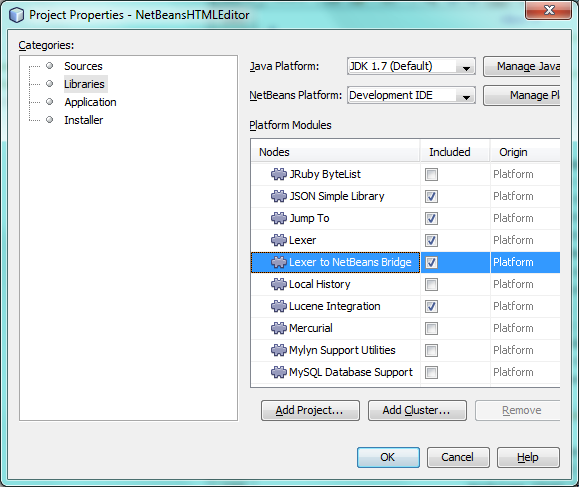 Project Properties - NetBeansHTMLEditor
Categories:
Sources
Libraries
Application
Installer
Java Platform: JDK 1.7 (Default) Manage Java
NetBeans Platform: Development IDE Manage Pl
Platform Modules
Nodes Included Origin
JRuby ByteList Platform
JSON Simple Library Platform
Jump To Platform
Lexer Platform
Lexer to NetBeans Bridge Platform
Local History Platform
Lucene Integration Platform
Mercurial Platform
Mylyn Support Utilities Platform
MySQL Database Support Platform
Add Project... Add Cluster... Remove
OK Cancel Help